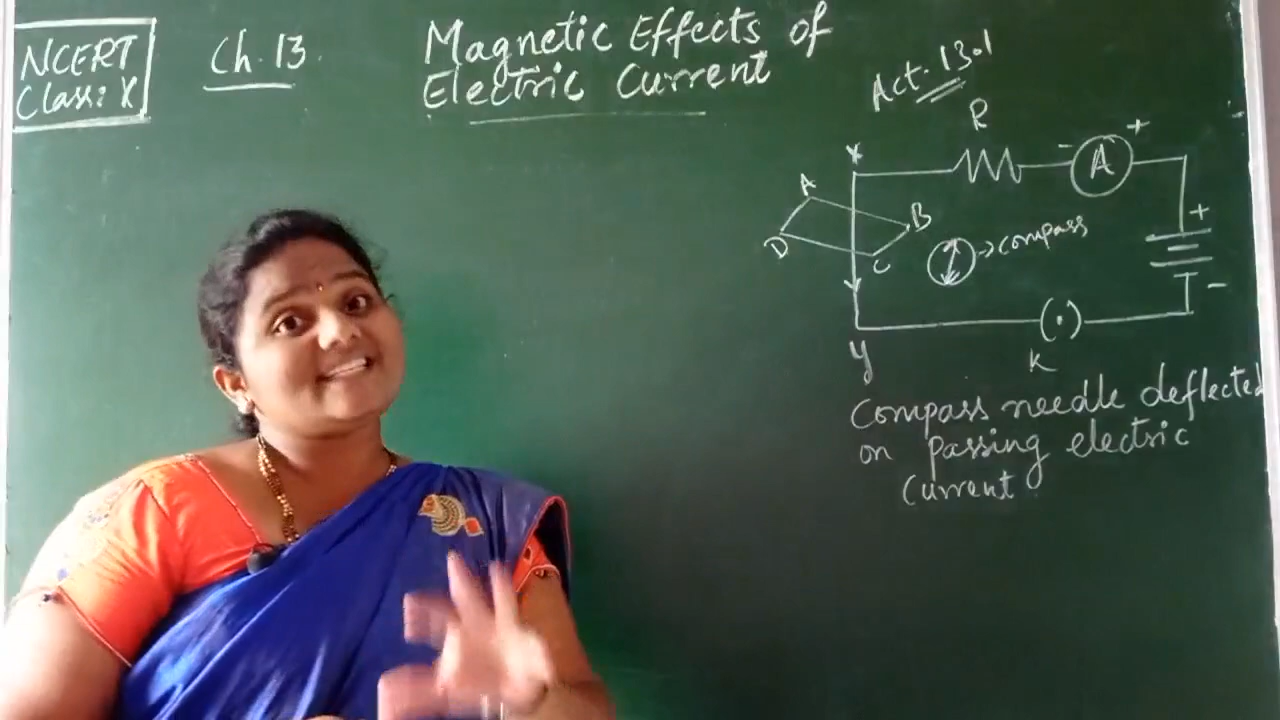 NCERT
Class: X
Ch. 13.
Magnetic Effects of
Electric Current
Act. 13.1
R
- A +
X
A
B
D
C
→ compass
+
-
Y
K
Compass needle deflected
on passing electric
current.